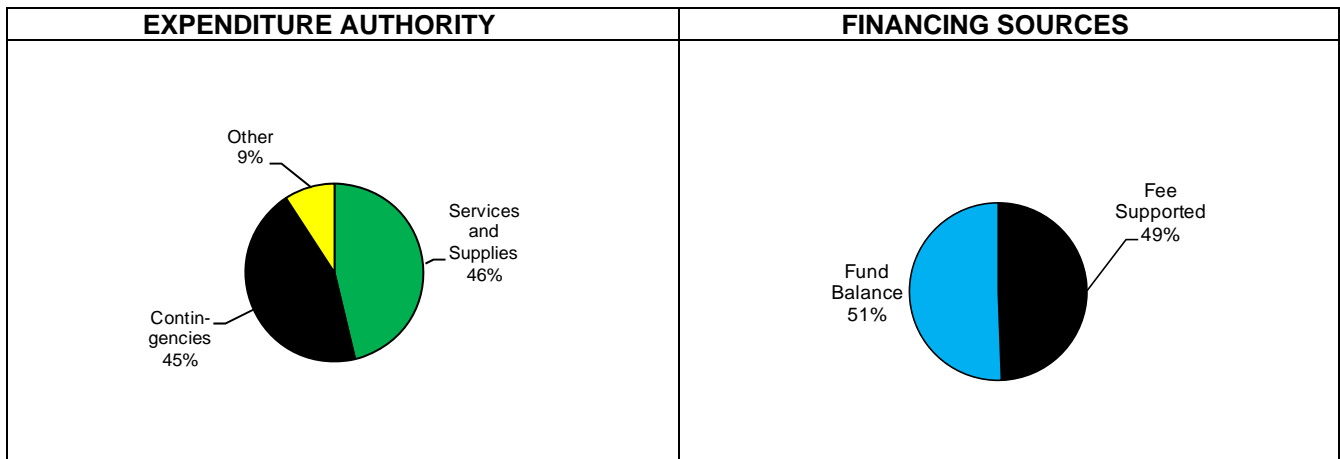 EXPENDITURE AUTHORITY
Other
9%
Services
and
Supplies
46%
Contin-
gencies
45%
FINANCING SOURCES
Fee
Supported
49%
Fund
Balance
51%